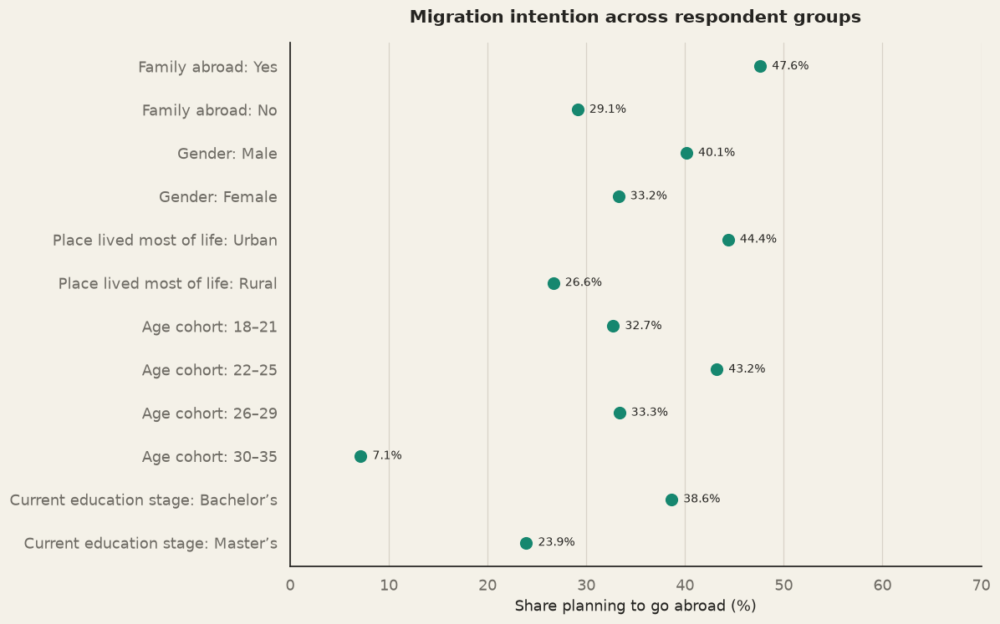 Migration intention across respondent groups
Family abroad: Yes 47.6%
Family abroad: No 29.1%
Gender: Male 40.1%
Gender: Female 33.2%
Place lived most of life: Urban 44.4%
Place lived most of life: Rural 26.6%
Age cohort: 18–21 32.7%
Age cohort: 22–25 43.2%
Age cohort: 26–29 33.3%
Age cohort: 30–35 7.1%
Current education stage: Bachelor’s 38.6%
Current education stage: Master’s 23.9%
0 10 20 30 40 50 60 70
Share planning to go abroad (%)